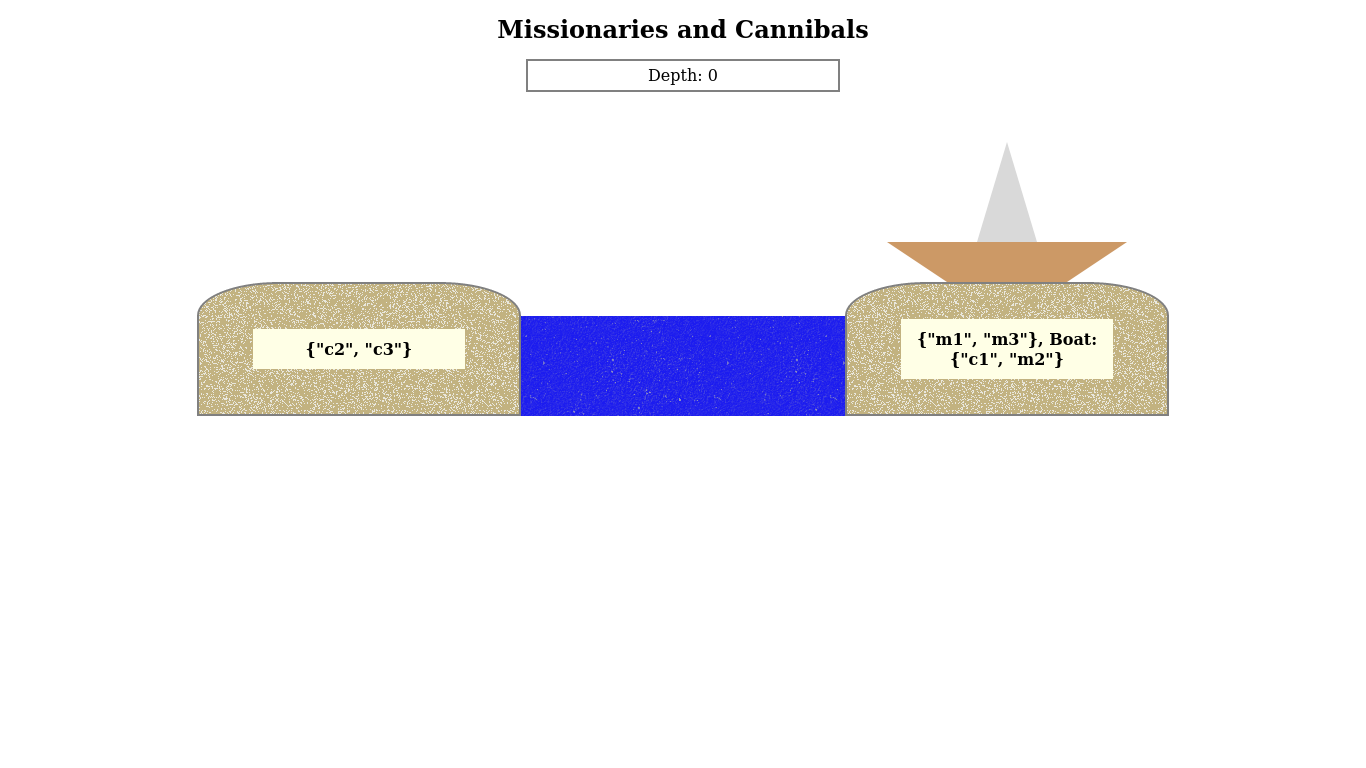 Missionaries and Cannibals
Depth: 0
{"c2", "c3"}
{"m1", "m3"}, Boat:
{"c1", "m2"}